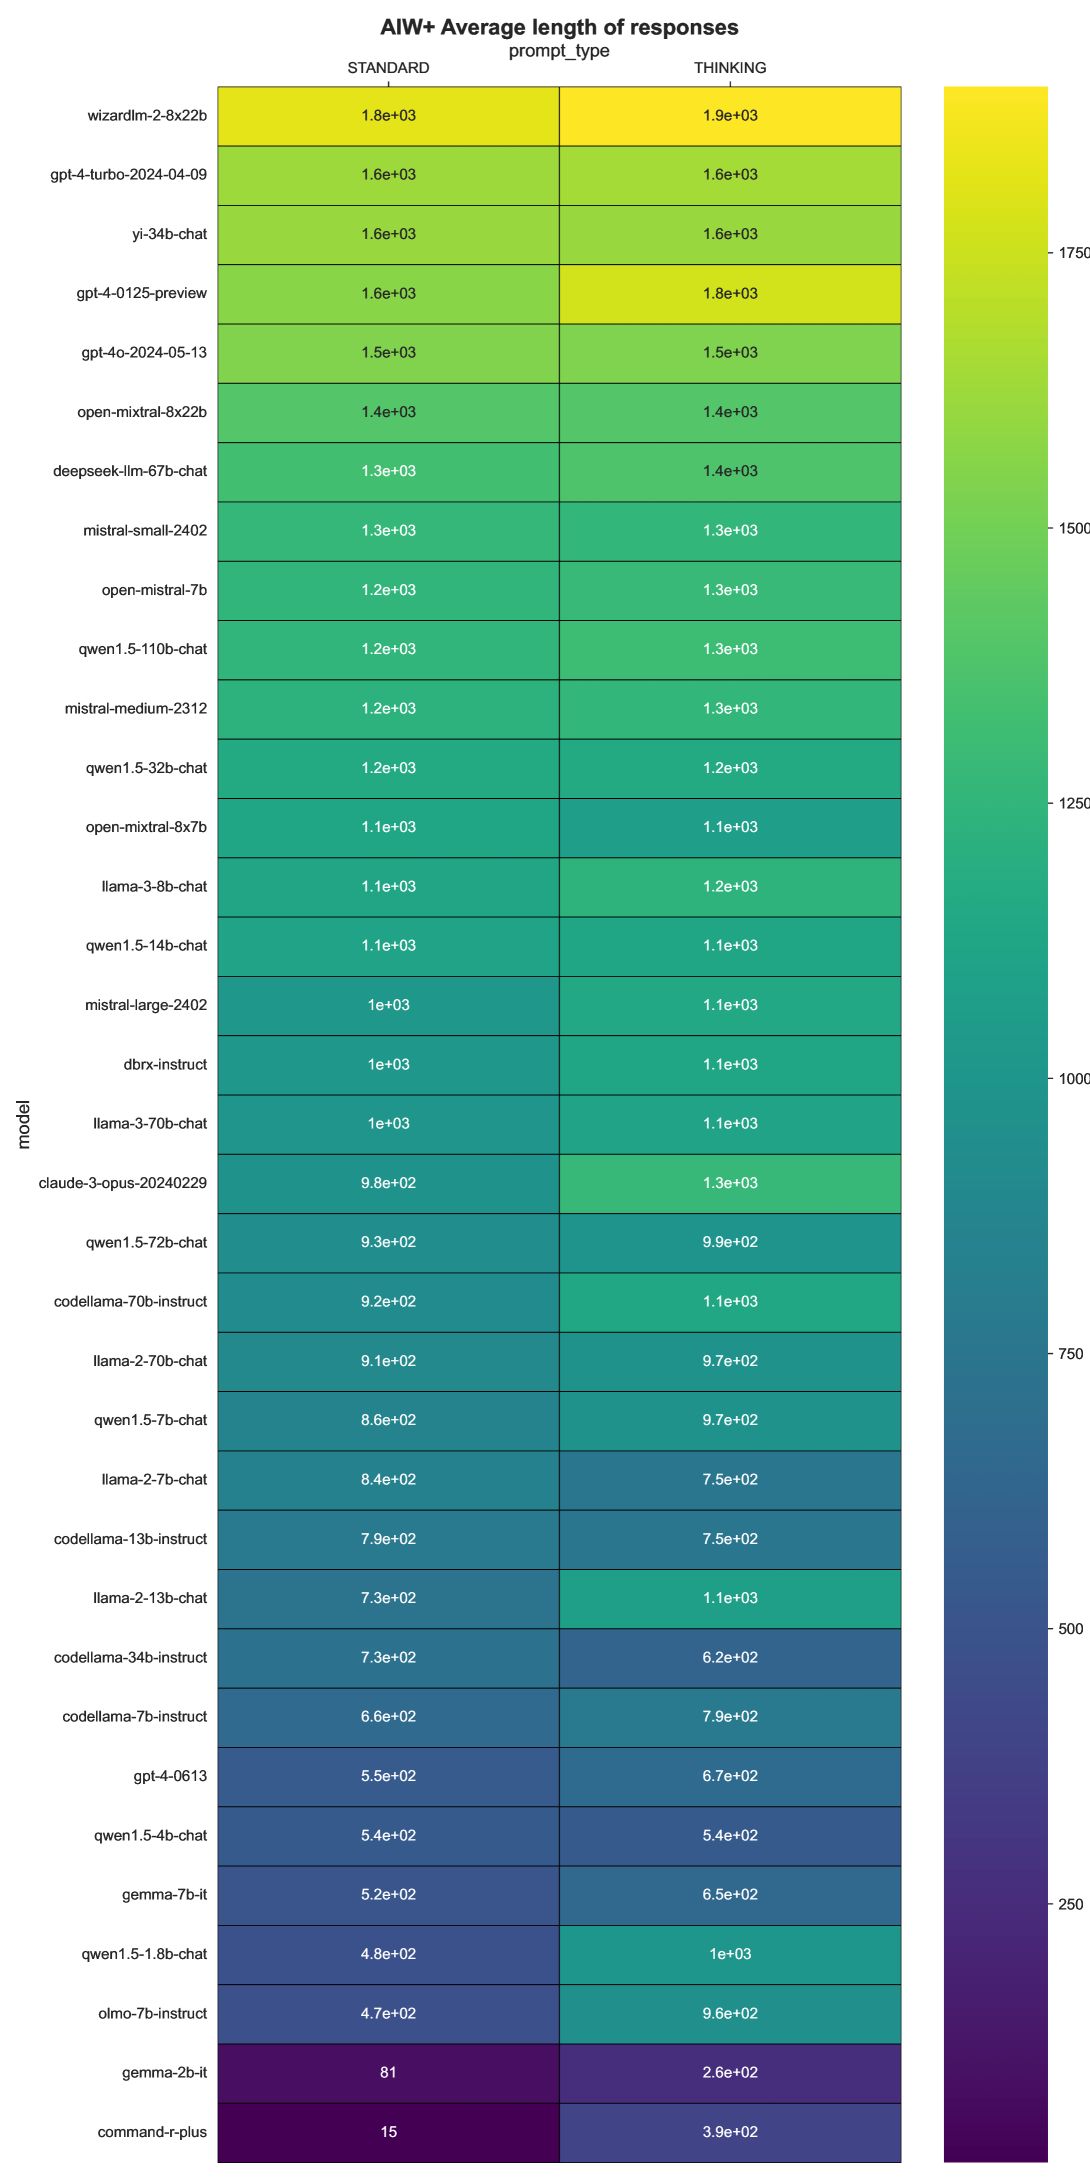 AIW+ Average length of responses
prompt_type
STANDARD THINKING
wizardlm-2-8x22b 1.8e+03 1.9e+03
gpt-4-turbo-2024-04-09 1.6e+03 1.6e+03
yi-34b-chat 1.6e+03 1.6e+03
gpt-4-0125-preview 1.6e+03 1.8e+03
gpt-4o-2024-05-13 1.5e+03 1.5e+03
open-mixtral-8x22b 1.4e+03 1.4e+03
deepseek-llm-67b-chat 1.3e+03 1.4e+03
mistral-small-2402 1.3e+03 1.3e+03
open-mistral-7b 1.2e+03 1.3e+03
qwen1.5-110b-chat 1.2e+03 1.3e+03
mistral-medium-2312 1.2e+03 1.3e+03
qwen1.5-32b-chat 1.2e+03 1.2e+03
open-mixtral-8x7b 1.1e+03 1.1e+03
llama-3-8b-chat 1.1e+03 1.2e+03
qwen1.5-14b-chat 1.1e+03 1.1e+03
mistral-large-2402 1e+03 1.1e+03
dbrx-instruct 1e+03 1.1e+03
llama-3-70b-chat 1e+03 1.1e+03
claude-3-opus-20240229 9.8e+02 1.3e+03
qwen1.5-72b-chat 9.3e+02 9.9e+02
codellama-70b-instruct 9.2e+02 1.1e+03
llama-2-70b-chat 9.1e+02 9.7e+02
qwen1.5-7b-chat 8.6e+02 9.7e+02
llama-2-7b-chat 8.4e+02 7.5e+02
codellama-13b-instruct 7.9e+02 7.5e+02
llama-2-13b-chat 7.3e+02 1.1e+03
codellama-34b-instruct 7.3e+02 6.2e+02
codellama-7b-instruct 6.6e+02 7.9e+02
gpt-4-0613 5.5e+02 6.7e+02
qwen1.5-4b-chat 5.4e+02 5.4e+02
gemma-7b-it 5.2e+02 6.5e+02
qwen1.5-1.8b-chat 4.8e+02 1e+03
olmo-7b-instruct 4.7e+02 9.6e+02
gemma-2b-it 81 2.6e+02
command-r-plus 15 3.9e+02
model
1750
1500
1250
1000
750
500
250